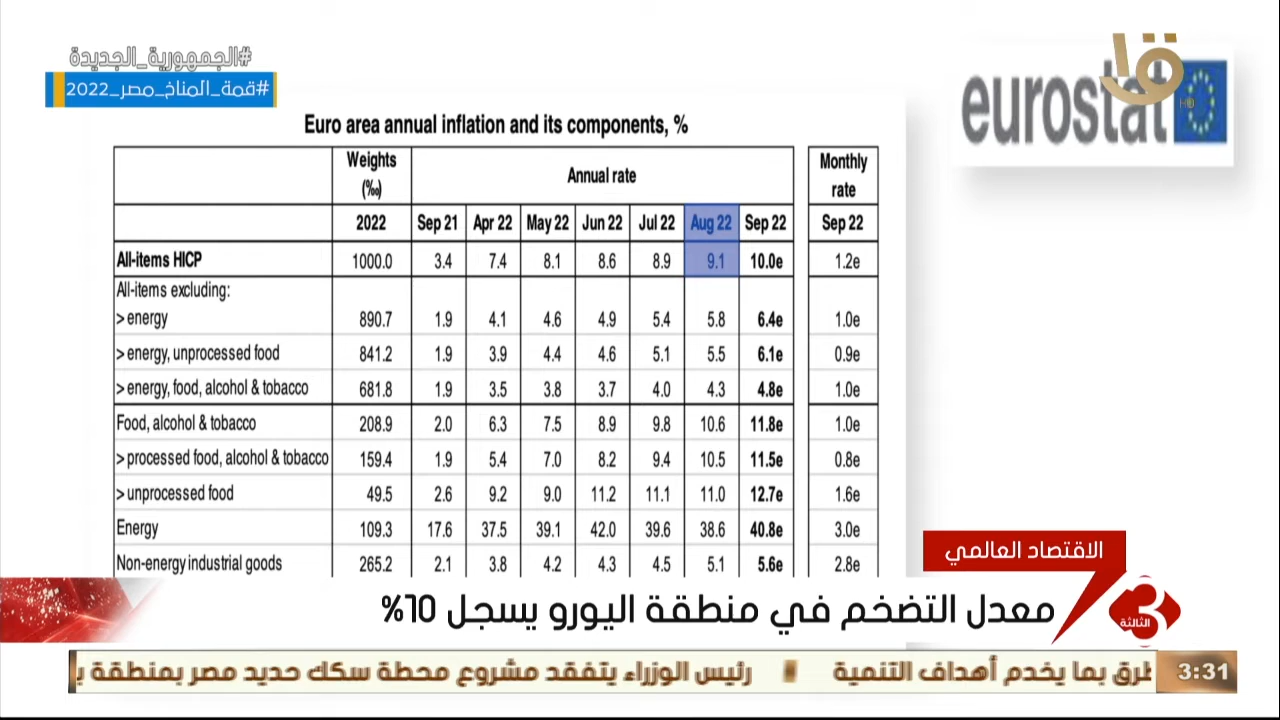 #الجمهورية_الجديدة
#قمة_المناخ_مصر_2022
eurostat
HD
Euro area annual inflation and its components, %
Weights (‰) Annual rate Monthly rate
2022 Sep 21 Apr 22 May 22 Jun 22 Jul 22 Aug 22 Sep 22 Sep 22
All-items HICP 1000.0 3.4 7.4 8.1 8.6 8.9 9.1 10.0e 1.2e
All-items excluding:
> energy 890.7 1.9 4.1 4.6 4.9 5.4 5.8 6.4e 1.0e
> energy, unprocessed food 841.2 1.9 3.9 4.4 4.6 5.1 5.5 6.1e 0.9e
> energy, food, alcohol & tobacco 681.8 1.9 3.5 3.8 3.7 4.0 4.3 4.8e 1.0e
Food, alcohol & tobacco 208.9 2.0 6.3 7.5 8.9 9.8 10.6 11.8e 1.0e
> processed food, alcohol & tobacco 159.4 1.9 5.4 7.0 8.2 9.4 10.5 11.5e 0.8e
> unprocessed food 49.5 2.6 9.2 9.0 11.2 11.1 11.0 12.7e 1.6e
Energy 109.3 17.6 37.5 39.1 42.0 39.6 38.6 40.8e 3.0e
Non-energy industrial goods 265.2 2.1 3.8 4.2 4.3 4.5 5.1 5.6e 2.8e
الاقتصاد العالمي
معدل التضخم في منطقة اليورو يسجل 10%
3 الثالثة
3:31 طرق بما يخدم أهداف التنمية رئيس الوزراء يتفقد مشروع محطة سكك حديد مصر بمنطقة